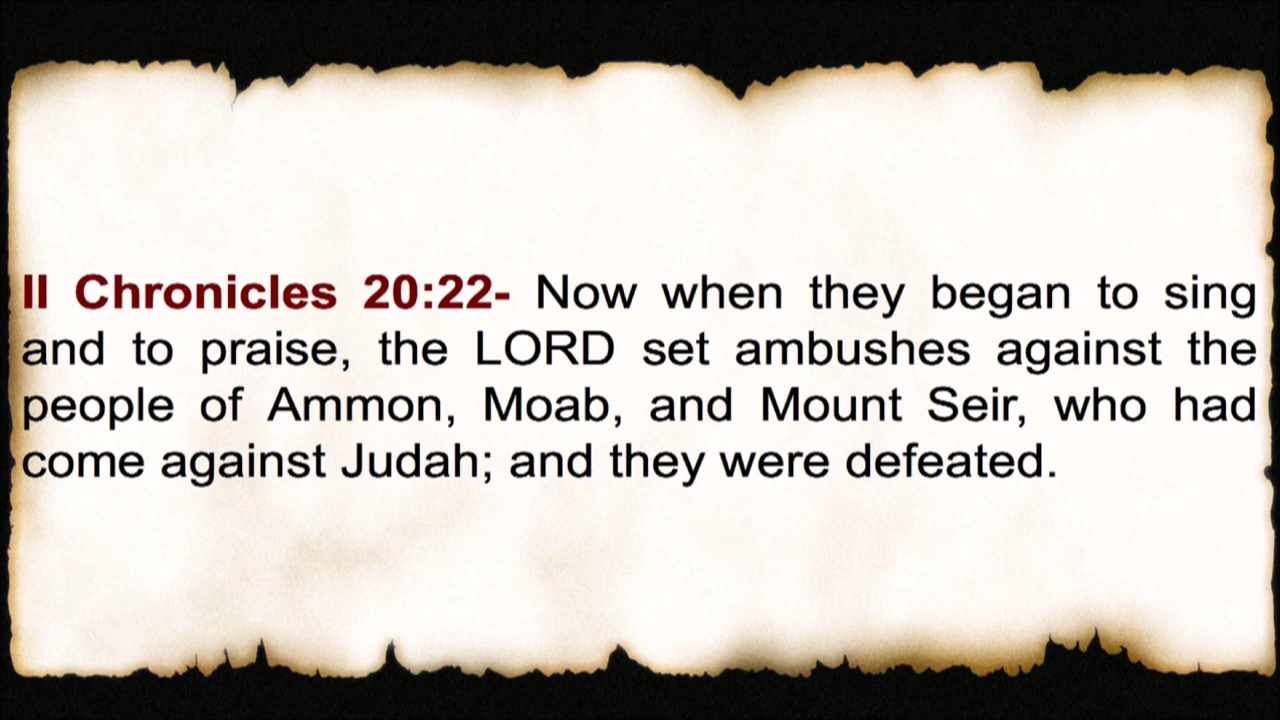 II Chronicles 20:22- Now when they began to sing
and to praise, the LORD set ambushes against the
people of Ammon, Moab, and Mount Seir, who had
come against Judah; and they were defeated.